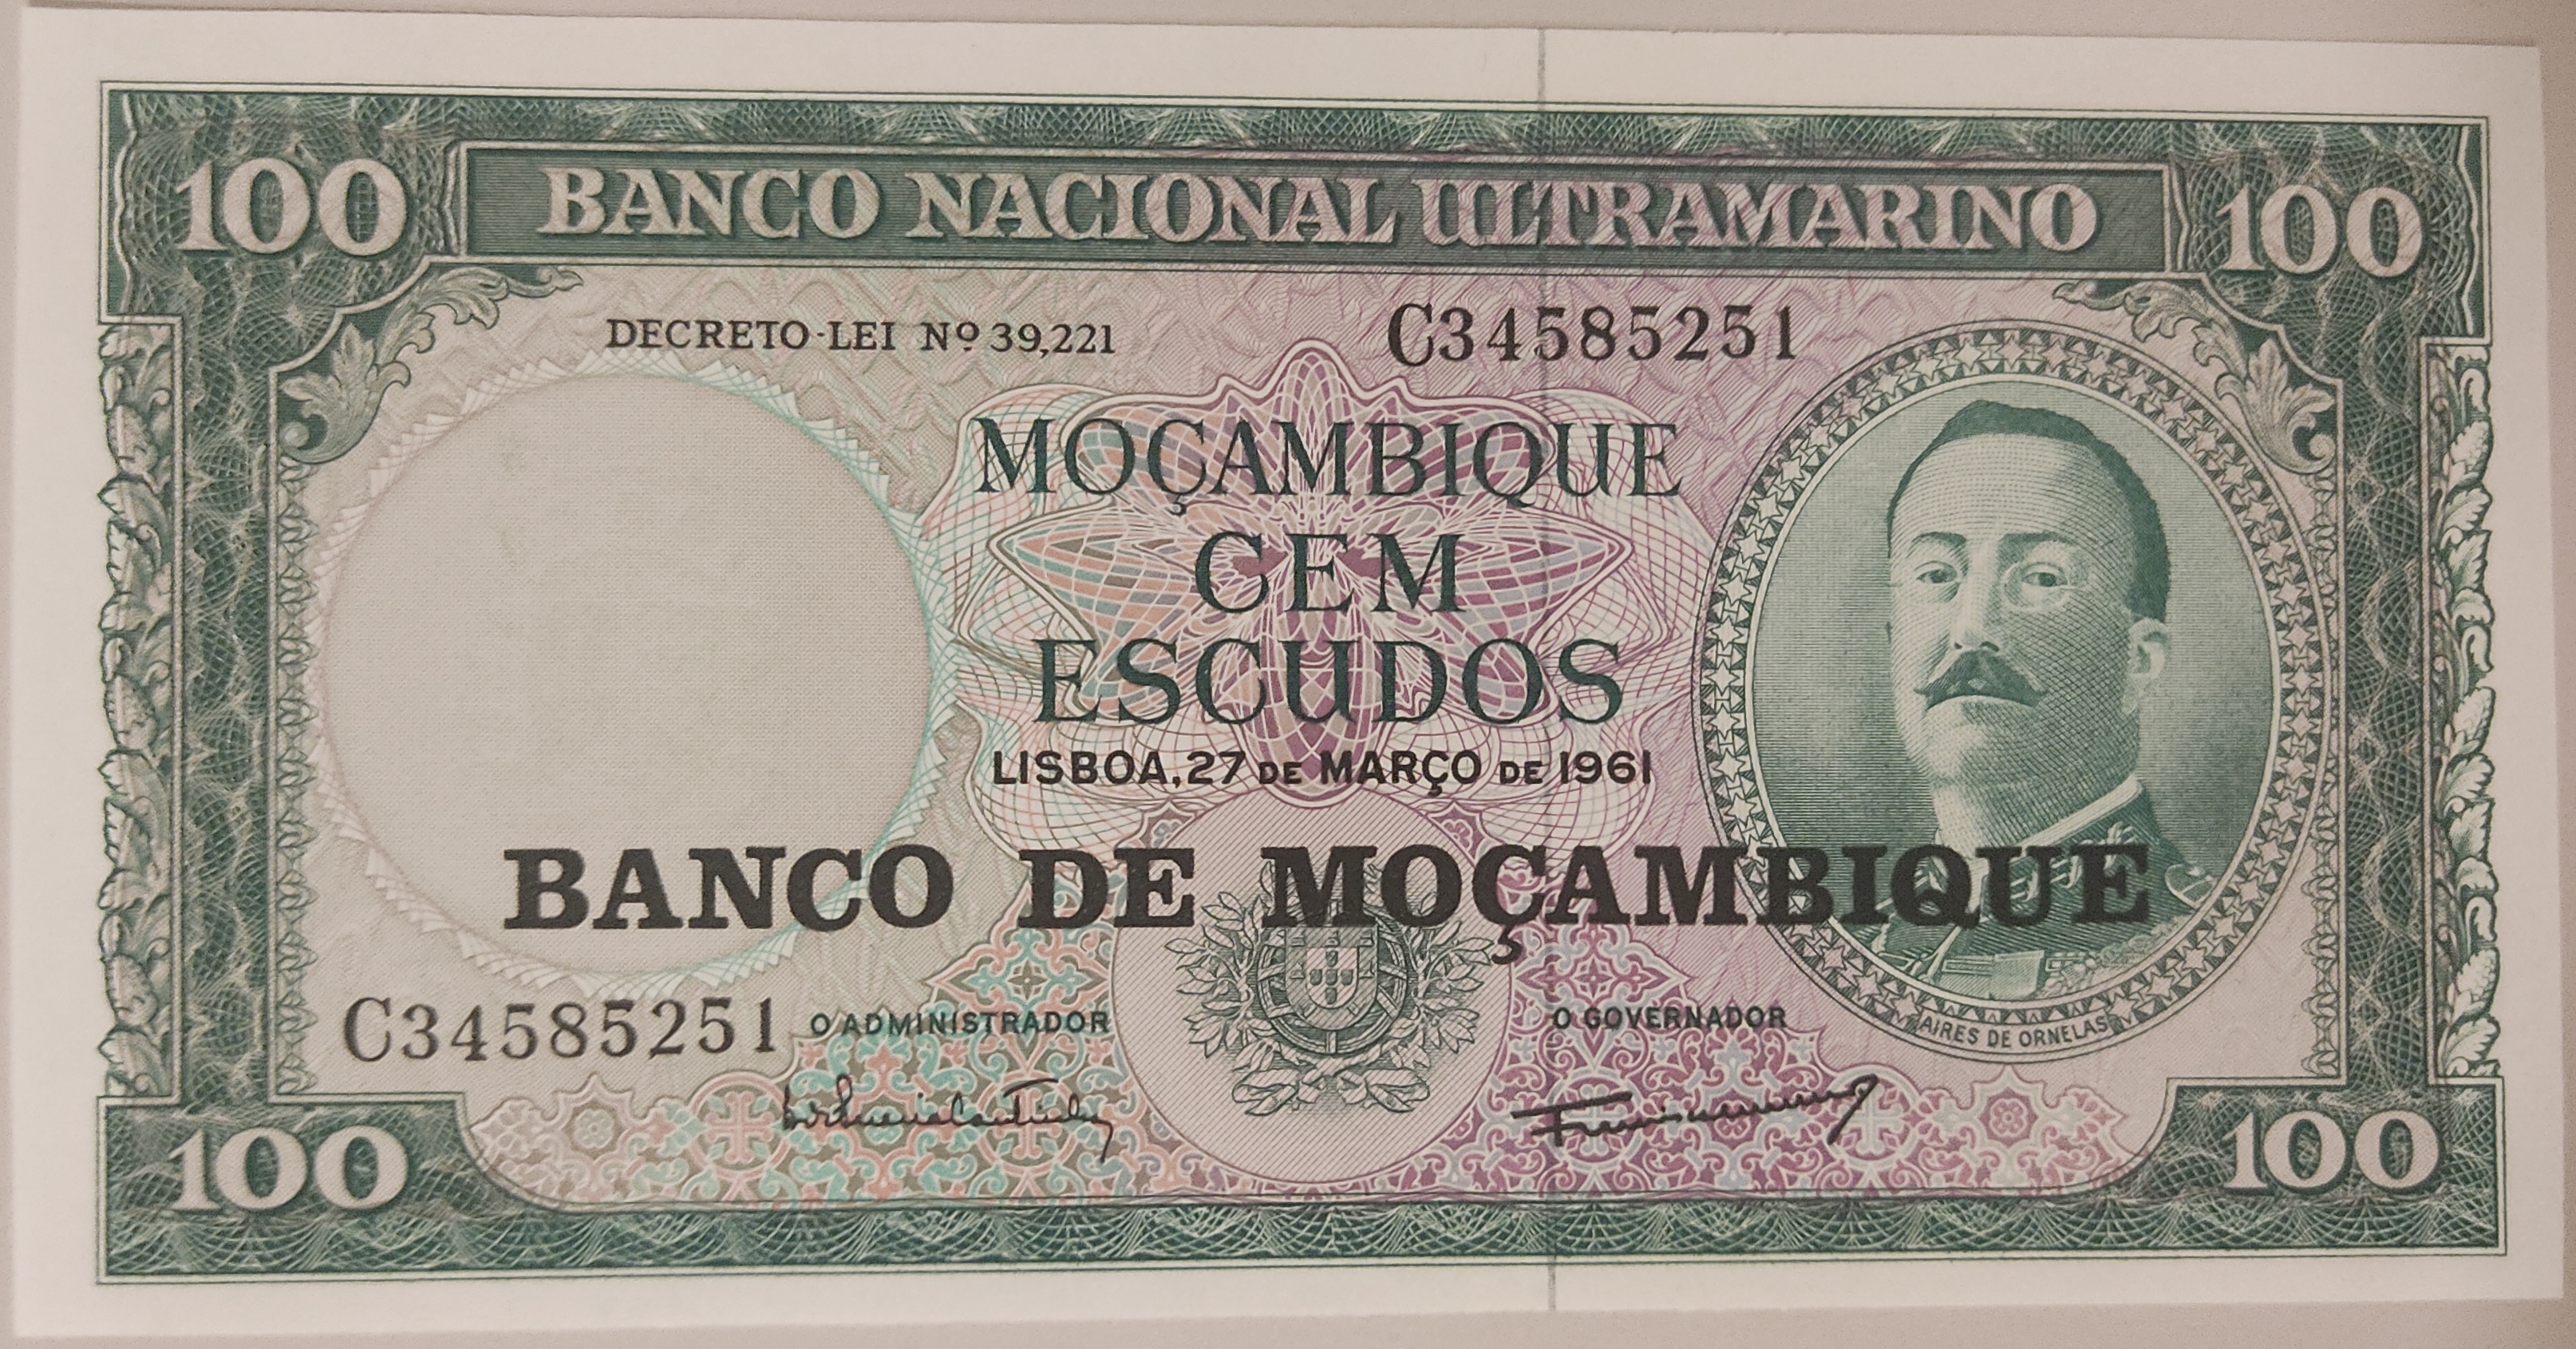 100 BANCO NACIONAL ULTRAMARINO 100
DECRETO-LEI Nº 39,221
C34585251
MOÇAMBIQUE
CEM
ESCUDOS
LISBOA, 27 DE MARÇO DE 1961
BANCO DE MOÇAMBIQUE
C34585251
O ADMINISTRADOR
O GOVERNADOR
AIRES DE ORNELAS
100
100